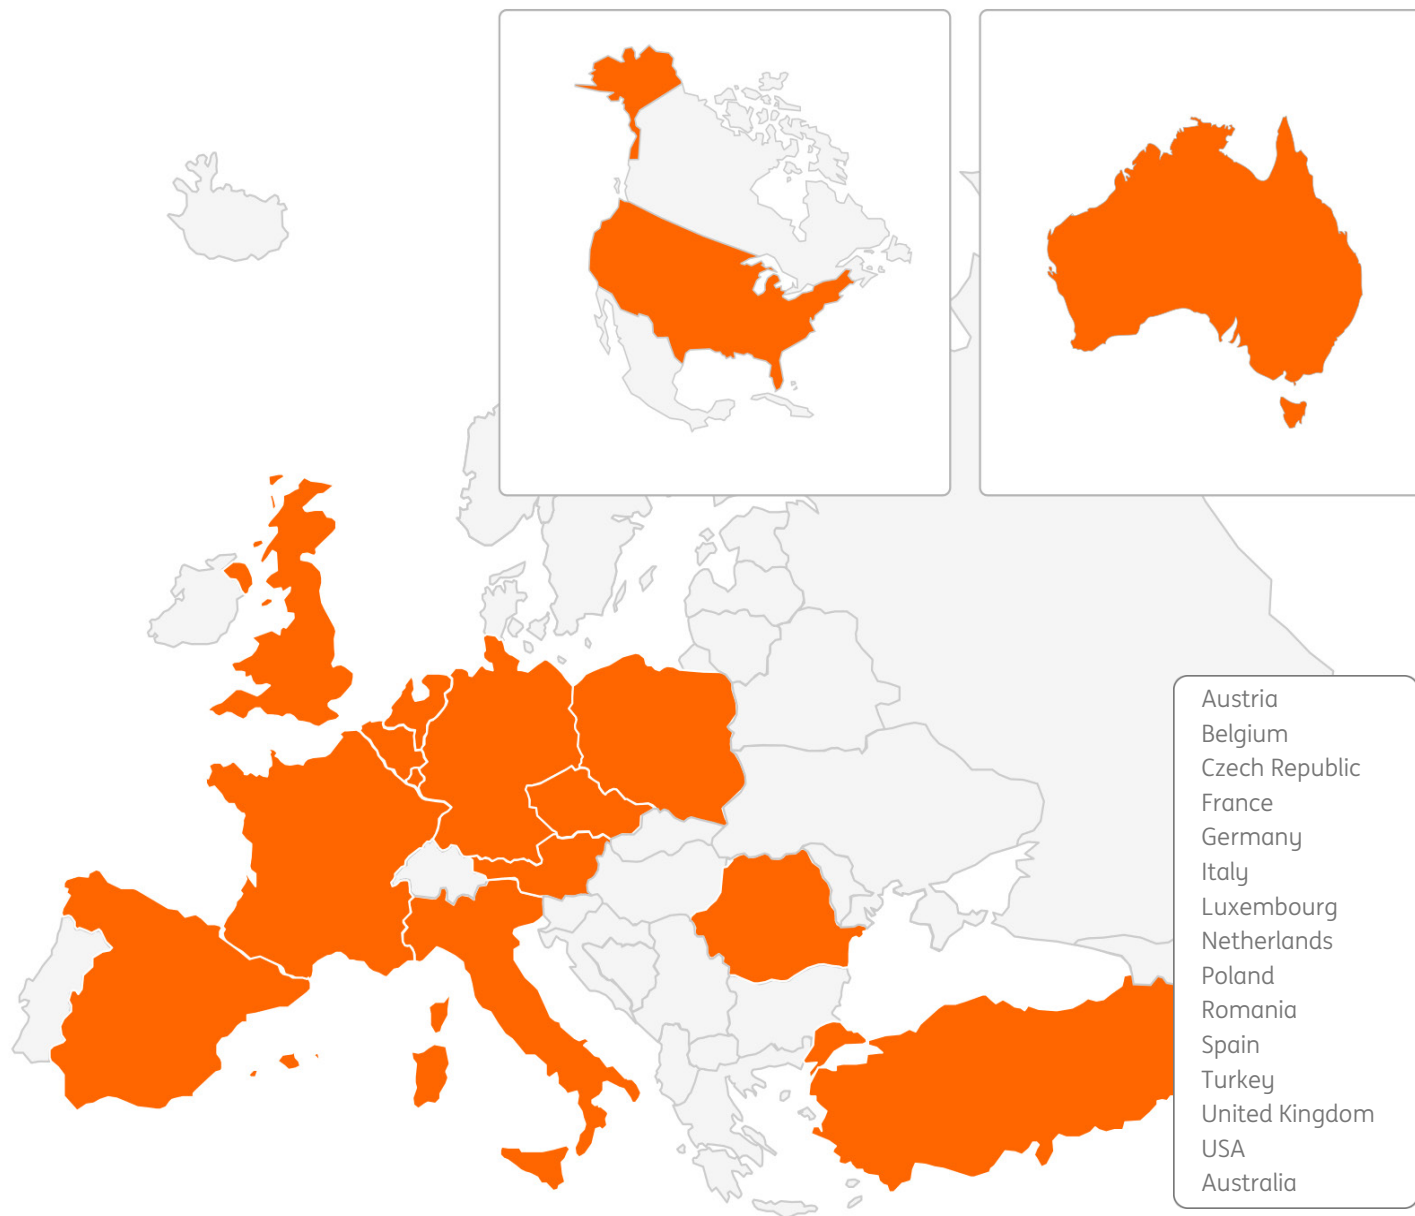 Austria
Belgium
Czech Republic
France
Germany
Italy
Luxembourg
Netherlands
Poland
Romania
Spain
Turkey
United Kingdom
USA
Australia